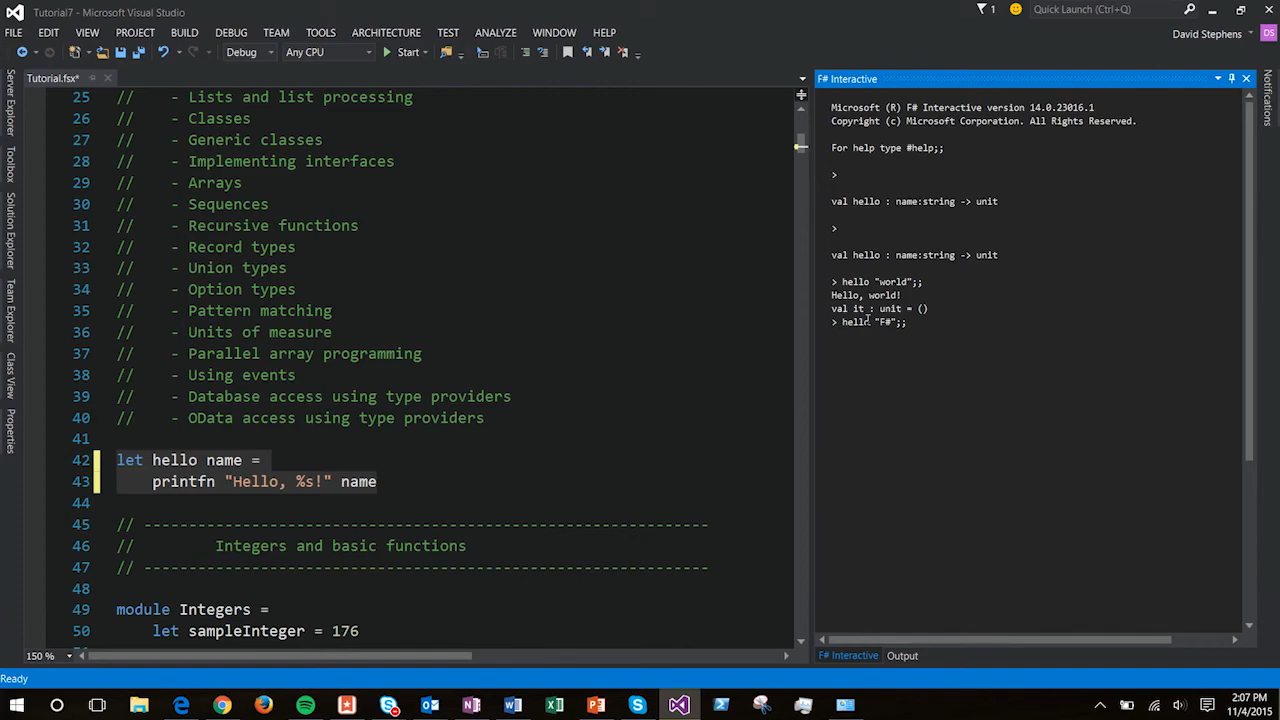 Tutorial7 - Microsoft Visual Studio
1
Quick Launch (Ctrl+Q)
FILE EDIT VIEW PROJECT BUILD DEBUG TEAM TOOLS ARCHITECTURE TEST ANALYZE WINDOW HELP
David Stephens
DS
Debug Any CPU Start
Server Explorer
Toolbox
Solution Explorer
Team Explorer
Class View
Properties
Tutorial.fsx*
25 // - Lists and list processing
26 // - Classes
27 // - Generic classes
28 // - Implementing interfaces
29 // - Arrays
30 // - Sequences
31 // - Recursive functions
32 // - Record types
33 // - Union types
34 // - Option types
35 // - Pattern matching
36 // - Units of measure
37 // - Parallel array programming
38 // - Using events
39 // - Database access using type providers
40 // - OData access using type providers
41
42 let hello name =
43 printfn "Hello, %s!" name
44
45 // ---------------------------------------------------------------
46 // Integers and basic functions
47 // ---------------------------------------------------------------
48
49 module Integers =
50 let sampleInteger = 176
150 %
F# Interactive
Microsoft (R) F# Interactive version 14.0.23016.1
Copyright (c) Microsoft Corporation. All Rights Reserved.
For help type #help;;
>
val hello : name:string -> unit
>
val hello : name:string -> unit
> hello "world";;
Hello, world!
val it : unit = ()
> hello "F#";;
F# Interactive Output
Notifications
Ready
2:07 PM
11/4/2015